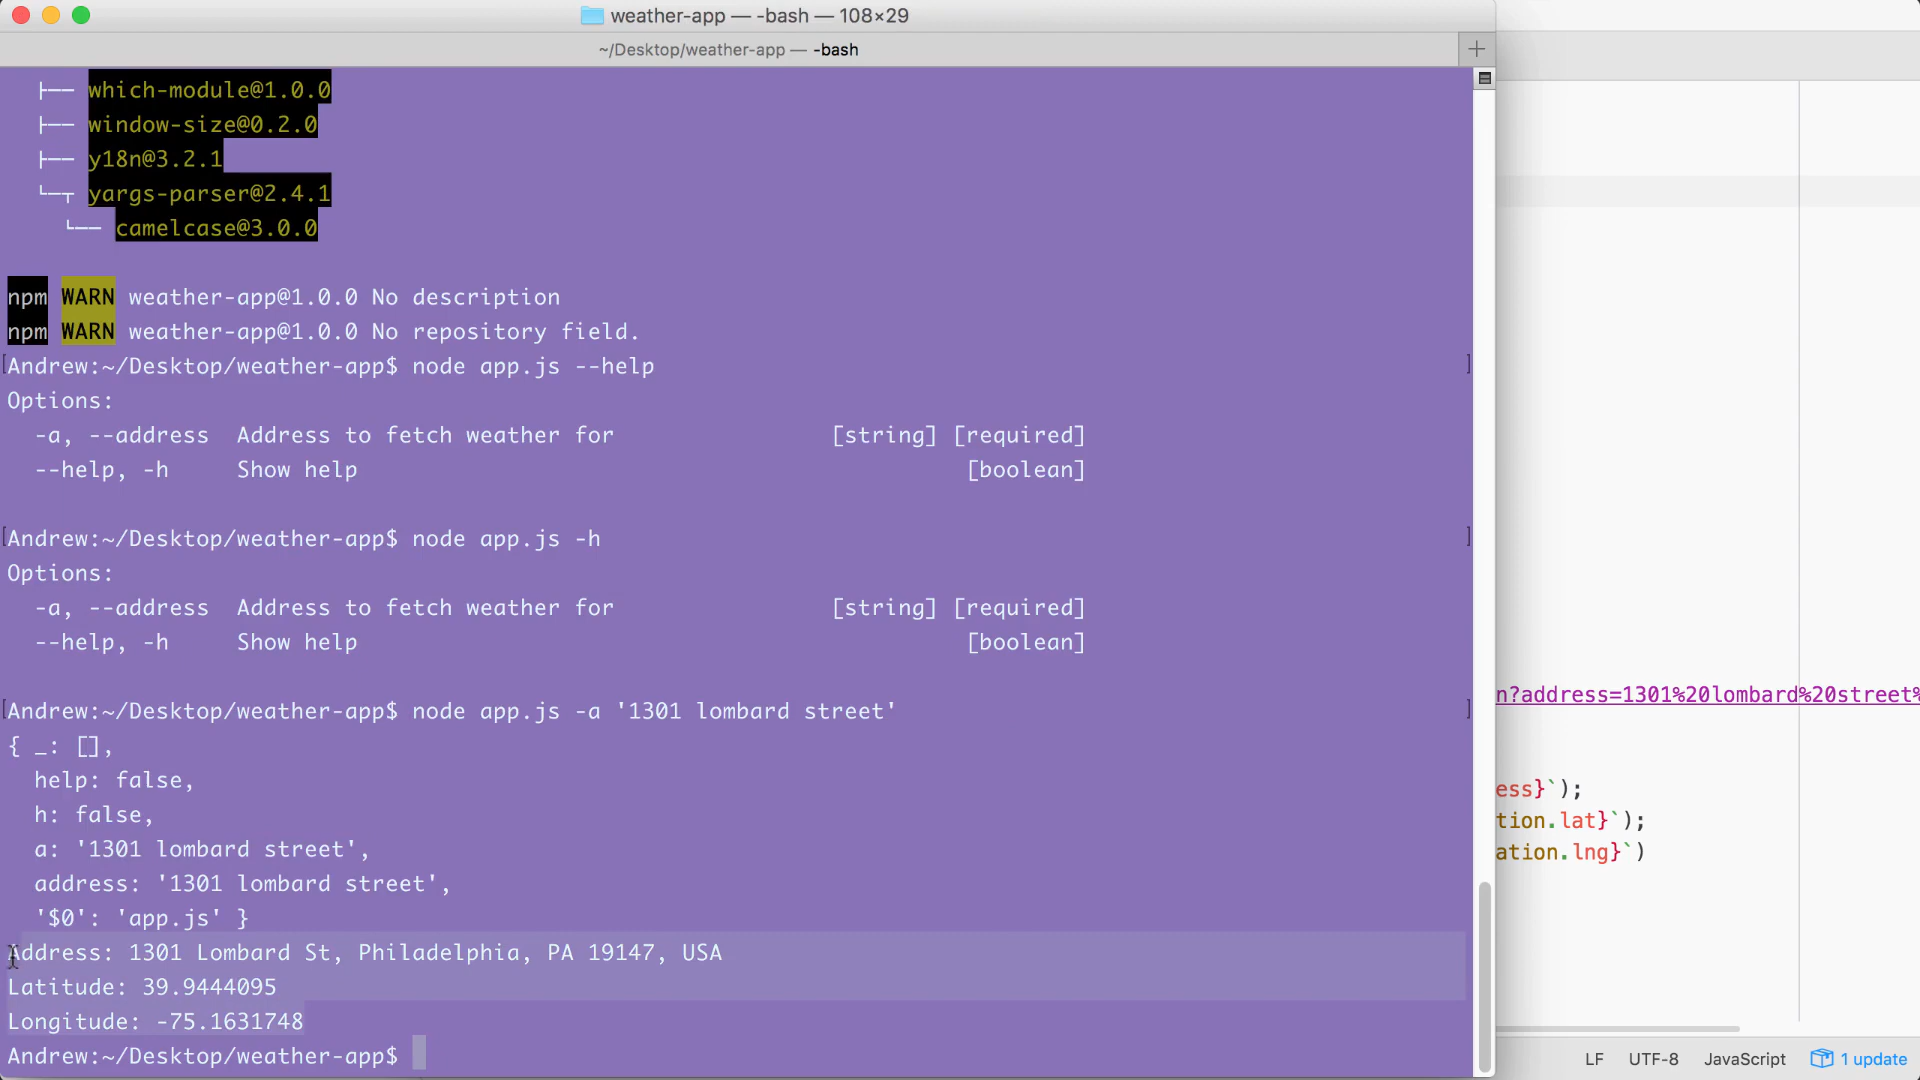 weather-app — -bash — 108×29
~/Desktop/weather-app — -bash
├── which-module@1.0.0
├── window-size@0.2.0
├── y18n@3.2.1
└─┬ yargs-parser@2.4.1
└── camelcase@3.0.0
npm WARN weather-app@1.0.0 No description
npm WARN weather-app@1.0.0 No repository field.
[Andrew:~/Desktop/weather-app$ node app.js --help ]
Options:
-a, --address Address to fetch weather for [string] [required]
--help, -h Show help [boolean]
[Andrew:~/Desktop/weather-app$ node app.js -h ]
Options:
-a, --address Address to fetch weather for [string] [required]
--help, -h Show help [boolean]
[Andrew:~/Desktop/weather-app$ node app.js -a '1301 lombard street' ]
{ _: [],
help: false,
h: false,
a: '1301 lombard street',
address: '1301 lombard street',
'$0': 'app.js' }
Address: 1301 Lombard St, Philadelphia, PA 19147, USA
Latitude: 39.9444095
Longitude: -75.1631748
Andrew:~/Desktop/weather-app$
n?address=1301%20lombard%20street%
ess}`);
tion.lat}`);
ation.lng}`)
LF UTF-8 JavaScript 1 update